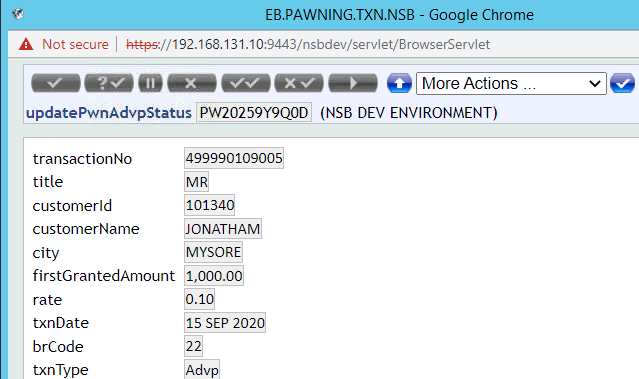 EB.PAWNING.TXN.NSB - Google Chrome
Not secure | https://192.168.131.10:9443/nsbdev/servlet/BrowserServlet
More Actions ...
updatePwnAdvpStatus PW20259Y9Q0D (NSB DEV ENVIRONMENT)
transactionNo 499990109005
title MR
customerId 101340
customerName JONATHAM
city MYSORE
firstGrantedAmount 1,000.00
rate 0.10
txnDate 15 SEP 2020
brCode 22
txnType Advp